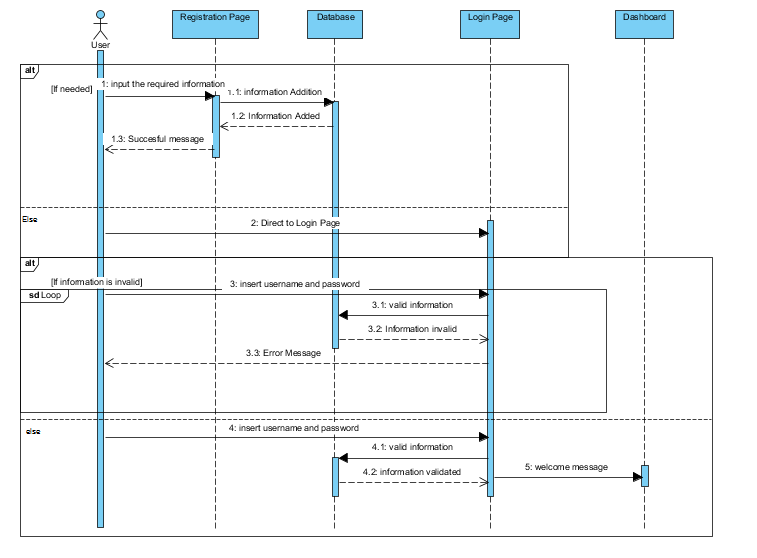 Registration Page
Database
Login Page
Dashboard
User
alt
[If needed]
1: input the required information
1.1: information Addition
1.2: Information Added
1.3: Succesful message
Else
2: Direct to Login Page
alt
[If information is invalid]
3: insert username and password
sd Loop
3.1: valid information
3.2: Information invalid
3.3: Error Message
else
4: insert username and password
4.1: valid information
4.2: information validated
5: welcome message